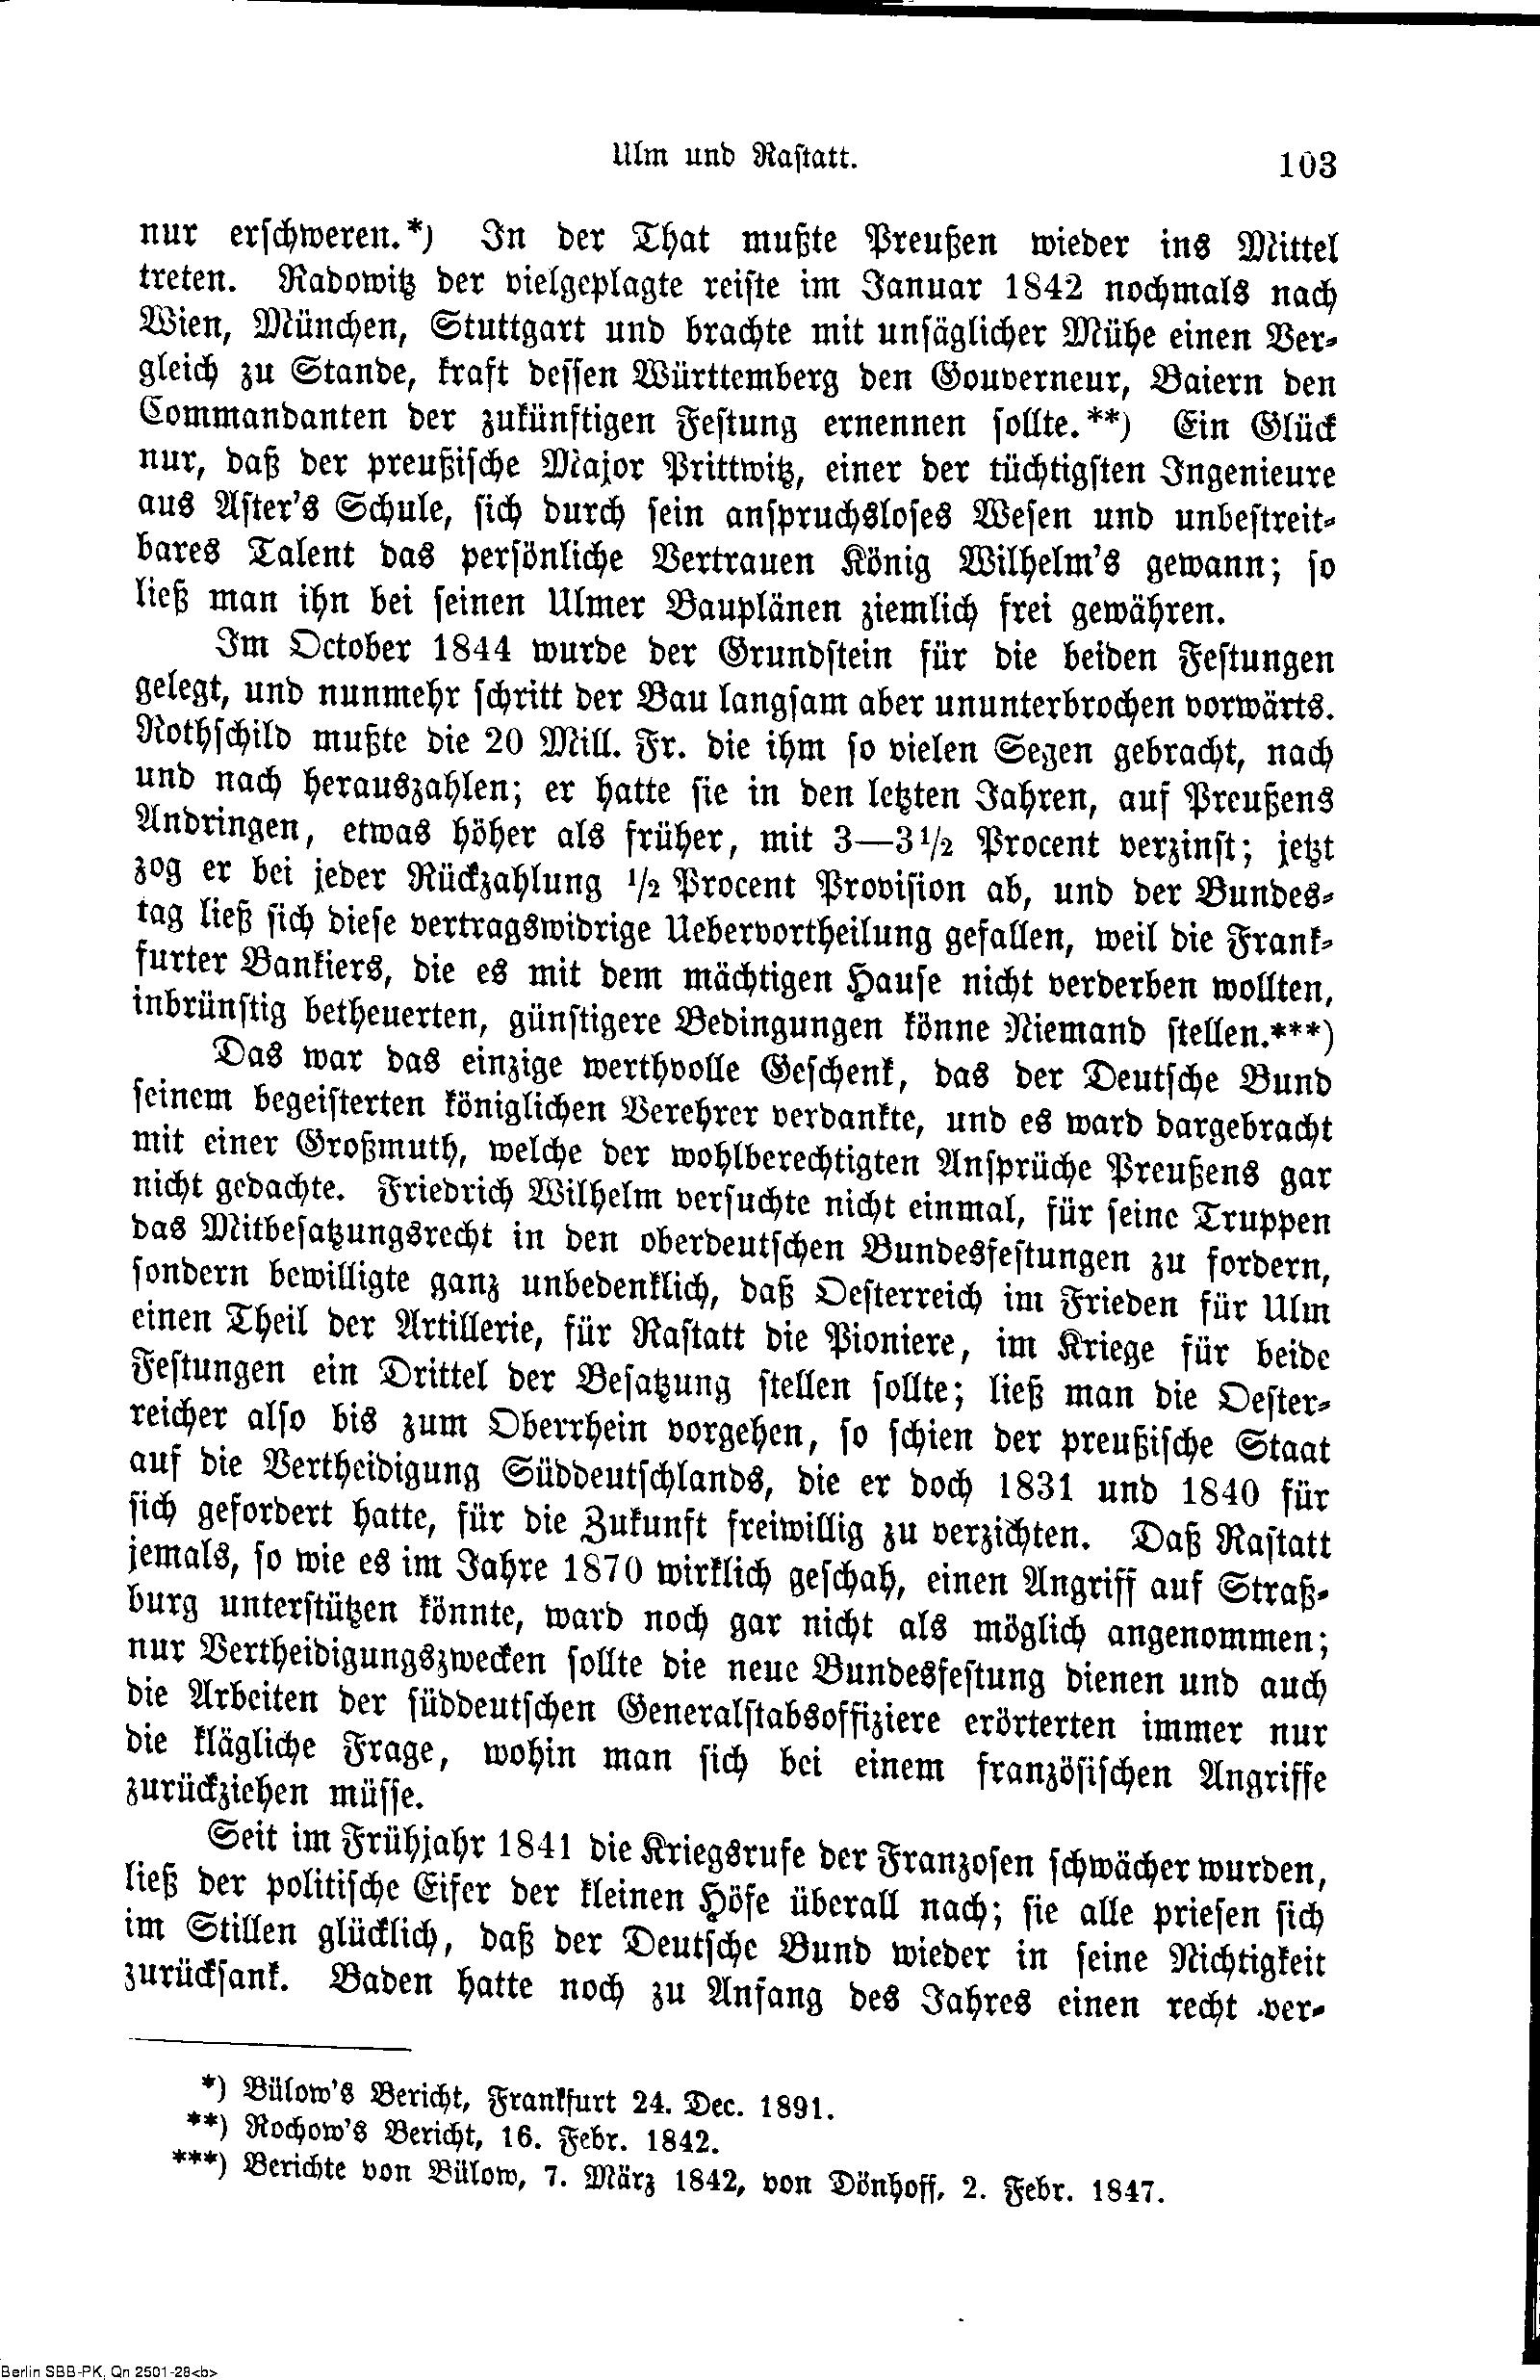 Ulm und Rastatt. 103
nur erschweren.*) In der That mußte Preußen wieder ins Mittel
treten. Radowitz der vielgeplagte reiste im Januar 1842 nochmals nach
Wien, München, Stuttgart und brachte mit unsäglicher Mühe einen Ver-
gleich zu Stande, kraft dessen Württemberg den Gouverneur, Baiern den
Commandanten der zukünftigen Festung ernennen sollte.**) Ein Glück
nur, daß der preußische Major Prittwitz, einer der tüchtigsten Ingenieure
aus Aster's Schule, sich durch sein anspruchsloses Wesen und unbestreit-
bares Talent das persönliche Vertrauen König Wilhelm's gewann; so
ließ man ihn bei seinen Ulmer Bauplänen ziemlich frei gewähren.
Im October 1844 wurde der Grundstein für die beiden Festungen
gelegt, und nunmehr schritt der Bau langsam aber ununterbrochen vorwärts.
Rothschild mußte die 20 Mill. Fr. die ihm so vielen Segen gebracht, nach
und nach herauszahlen; er hatte sie in den letzten Jahren, auf Preußens
Andringen, etwas höher als früher, mit 3—3½ Procent verzinst; jetzt
zog er bei jeder Rückzahlung ½ Procent Provision ab, und der Bundes-
tag ließ sich diese vertragswidrige Uebervortheilung gefallen, weil die Frank-
furter Bankiers, die es mit dem mächtigen Hause nicht verderben wollten,
inbrünstig betheuerten, günstigere Bedingungen könne Niemand stellen.***)
Das war das einzige werthvolle Geschenk, das der Deutsche Bund
seinem begeisterten königlichen Verehrer verdankte, und es ward dargebracht
mit einer Großmuth, welche der wohlberechtigten Ansprüche Preußens gar
nicht gedachte. Friedrich Wilhelm versuchte nicht einmal, für seine Truppen
das Mitbesatzungsrecht in den oberdeutschen Bundesfestungen zu fordern,
sondern bewilligte ganz unbedenklich, daß Oesterreich im Frieden für Ulm
einen Theil der Artillerie, für Rastatt die Pioniere, im Kriege für beide
Festungen ein Drittel der Besatzung stellen sollte; ließ man die Oester-
reicher also bis zum Oberrhein vorgehen, so schien der preußische Staat
auf die Vertheidigung Süddeutschlands, die er doch 1831 und 1840 für
sich gefordert hatte, für die Zukunft freiwillig zu verzichten. Daß Rastatt
jemals, so wie es im Jahre 1870 wirklich geschah, einen Angriff auf Straß-
burg unterstützen könnte, ward noch gar nicht als möglich angenommen;
nur Vertheidigungszwecken sollte die neue Bundesfestung dienen und auch
die Arbeiten der süddeutschen Generalstabsoffiziere erörterten immer nur
die klägliche Frage, wohin man sich bei einem französischen Angriffe
zurückziehen müsse.
Seit im Frühjahr 1841 die Kriegsrufe der Franzosen schwächer wurden,
ließ der politische Eifer der kleinen Höfe überall nach; sie alle priesen sich
im Stillen glücklich, daß der Deutsche Bund wieder in seine Nichtigkeit
zurücksank. Baden hatte noch zu Anfang des Jahres einen recht ver-
*) Bülow's Bericht, Frankfurt 24. Dec. 1891.
**) Rochow's Bericht, 16. Febr. 1842.
***) Berichte von Bülow, 7. März 1842, von Dönhoff, 2. Febr. 1847.
Berlin SBB-PK, Qn 2501-28<b>